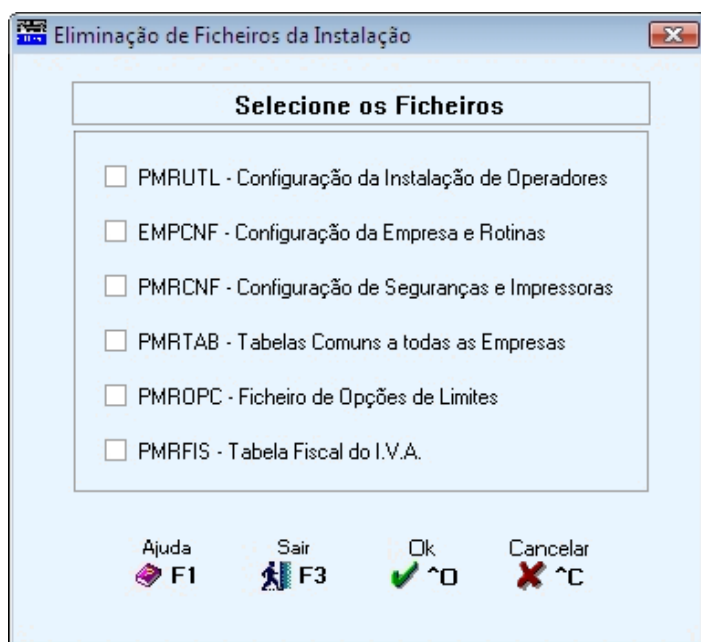 Eliminação de Ficheiros da Instalação
Selecione os Ficheiros
PMRUTL - Configuração da Instalação de Operadores
EMPCNF - Configuração da Empresa e Rotinas
PMRCNF - Configuração de Seguranças e Impressoras
PMRTAB - Tabelas Comuns a todas as Empresas
PMROPC - Ficheiro de Opções de Limites
PMRFIS - Tabela Fiscal do I.V.A.
Ajuda Sair Ok Cancelar
F1 F3 ^O ^C